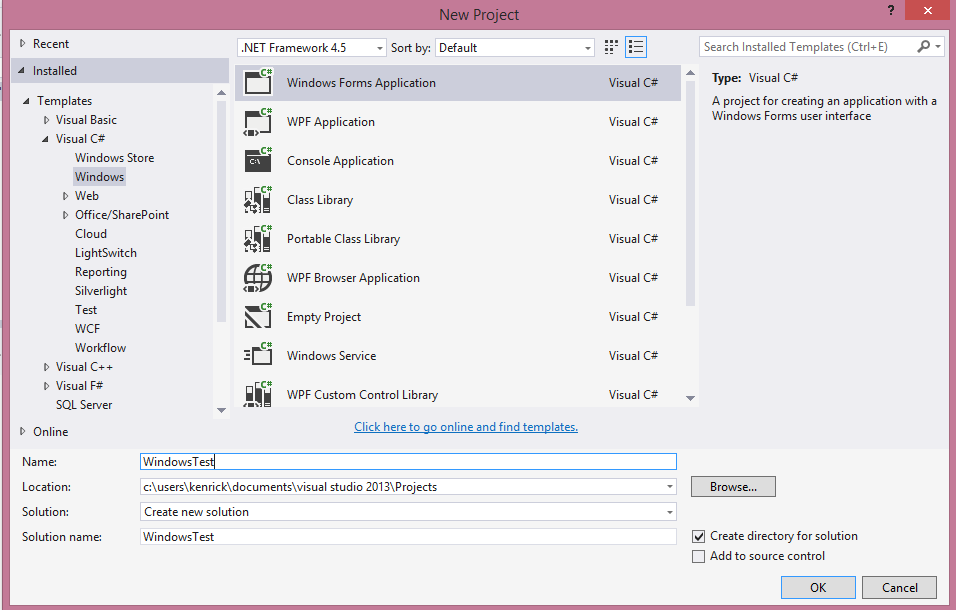 New Project
?
Recent
Installed
Templates
Visual Basic
Visual C#
Windows Store
Windows
Web
Office/SharePoint
Cloud
LightSwitch
Reporting
Silverlight
Test
WCF
Workflow
Visual C++
Visual F#
SQL Server
Online
.NET Framework 4.5 Sort by: Default
C# Windows Forms Application Visual C#
C# WPF Application Visual C#
C# C:\ Console Application Visual C#
C# Class Library Visual C#
C# Portable Class Library Visual C#
C# WPF Browser Application Visual C#
C# Empty Project Visual C#
C# Windows Service Visual C#
C# WPF Custom Control Library Visual C#
Click here to go online and find templates.
Search Installed Templates (Ctrl+E)
Type: Visual C#
A project for creating an application with a
Windows Forms user interface
Name: WindowsTest
Location: c:\users\kenrick\documents\visual studio 2013\Projects Browse...
Solution: Create new solution
Solution name: WindowsTest
Create directory for solution
Add to source control
OK Cancel